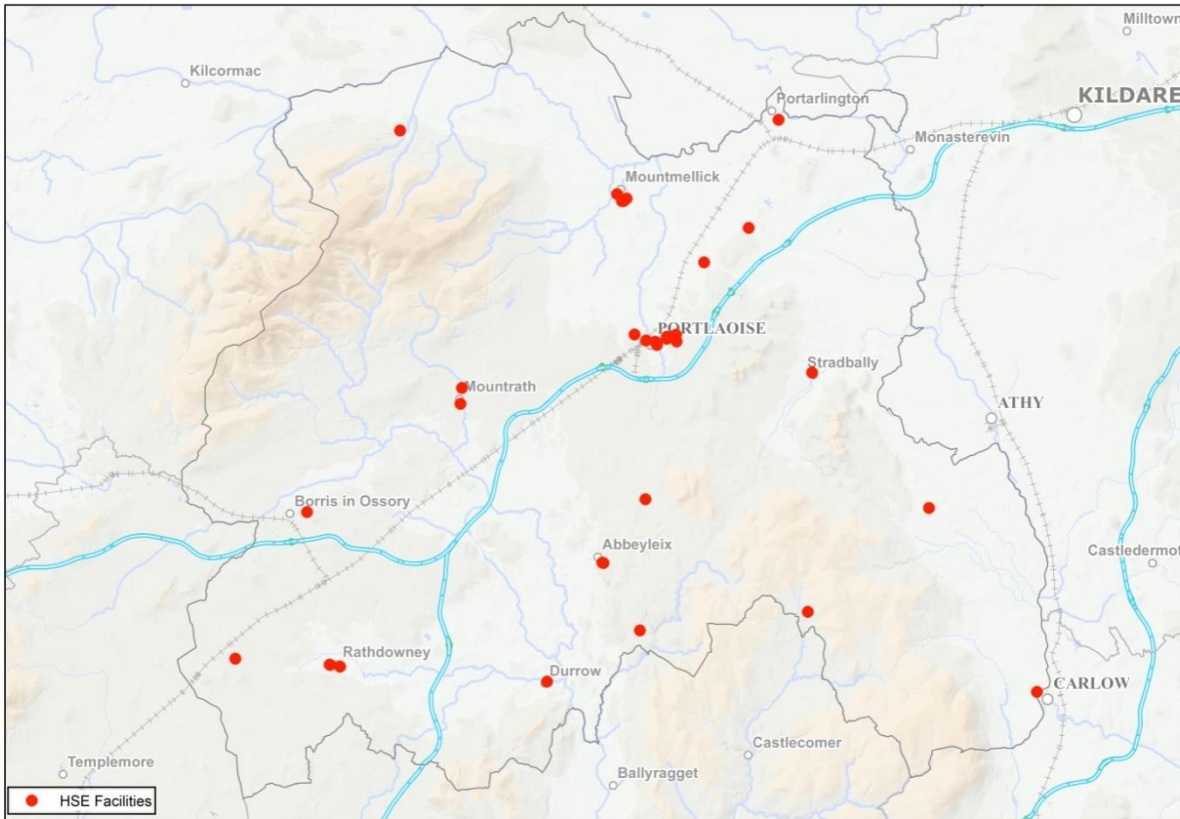 Milltown
Kilcormac
KILDARE
Portarlington
Monasterevin
Mountmellick
PORTLAOISE
Stradbally
Mountrath
ATHY
Borris in Ossory
Abbeyleix
Castledermot
Rathdowney
Durrow
CARLOW
Castlecomer
Templemore
Ballyragget
HSE Facilities